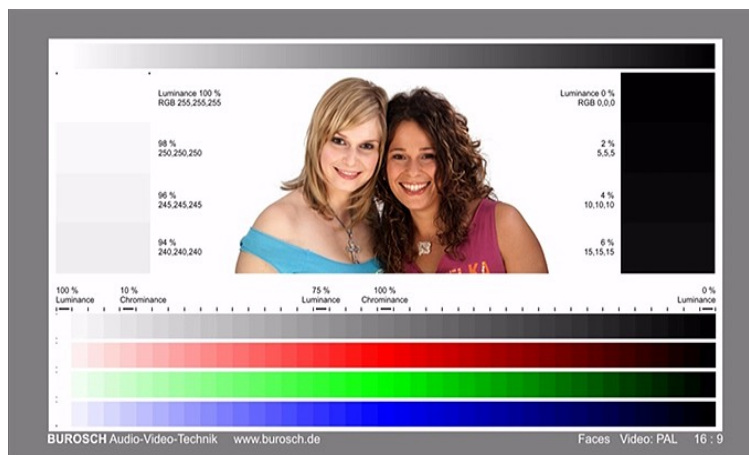 Luminance 100 %
RGB 255,255,255
Luminance 0 %
RGB 0,0,0
98 %
250,250,250
2 %
5,5,5
96 %
245,245,245
4 %
10,10,10
94 %
240,240,240
6 %
15,15,15
100 %
Luminance
10 %
Chrominance
75 %
Luminance
100 %
Chrominance
0 %
Luminance
BUROSCH Audio-Video-Technik www.burosch.de
Faces Video: PAL 16 : 9